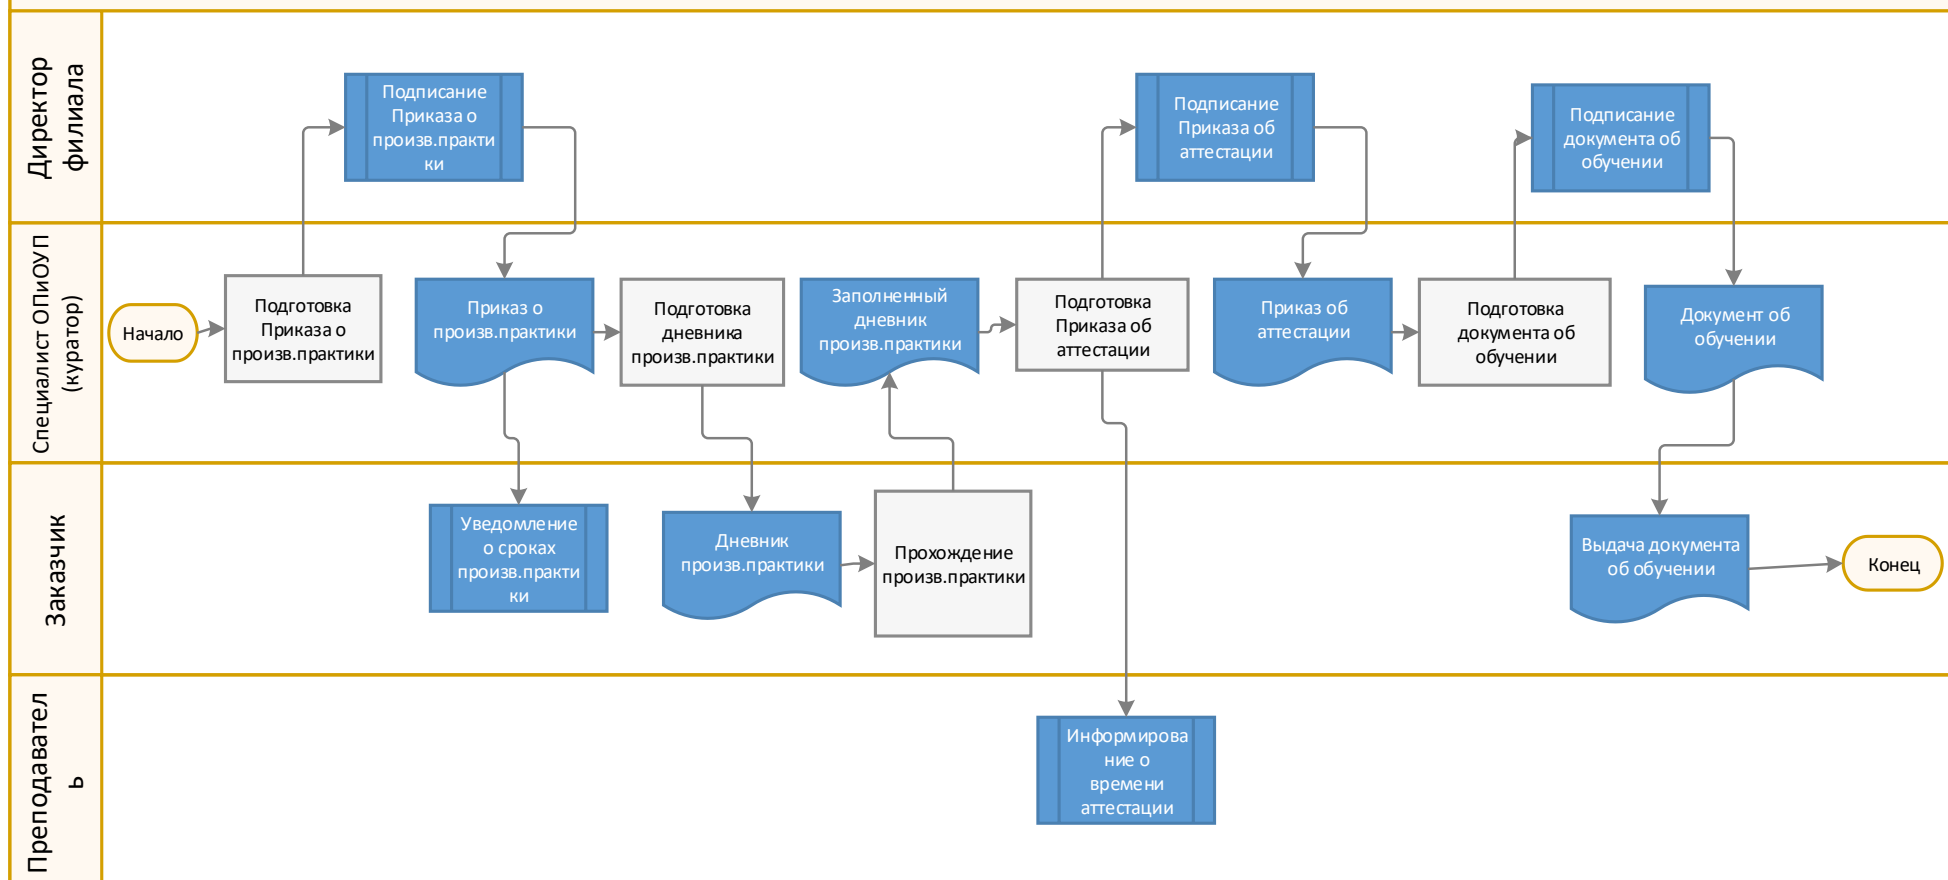 Директор
филиала
Подписание
Приказа о
произв.практи
ки
Подписание
Приказа об
аттестации
Подписание
документа об
обучении
Специалист ОПиОУП
(куратор)
Начало
Подготовка
Приказа о
произв.практики
Приказ о
произв.практики
Подготовка
дневника
произв.практики
Заполненный
дневник
произв.практики
Подготовка
Приказа об
аттестации
Приказ об
аттестации
Подготовка
документа об
обучении
Документ об
обучении
Заказчик
Уведомление
о сроках
произв.практи
ки
Дневник
произв.практики
Прохождение
произв.практики
Выдача документа
об обучении
Конец
Преподавател
ь
Информирова
ние о
времени
аттестации